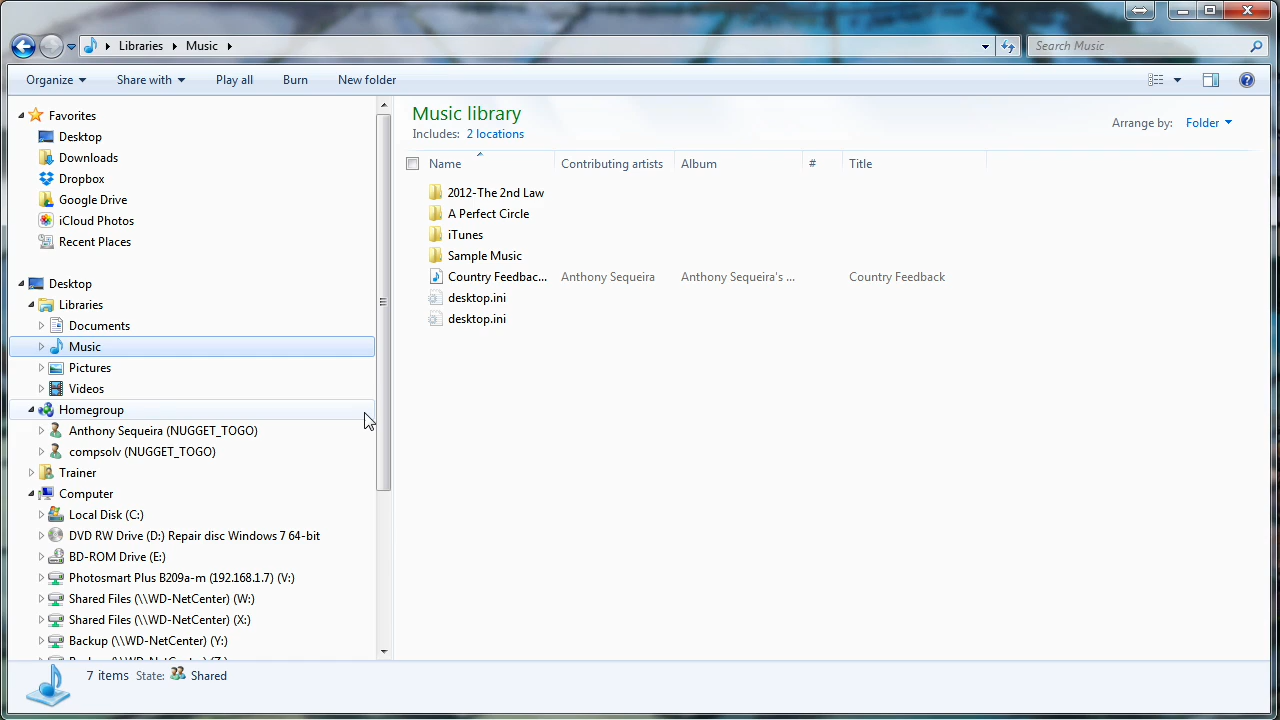 Libraries Music
Search Music
Organize Share with Play all Burn New folder
Favorites
Desktop
Downloads
Dropbox
Google Drive
iCloud Photos
Recent Places
Desktop
Libraries
Documents
Music
Pictures
Videos
Homegroup
Anthony Sequeira (NUGGET_TOGO)
compsolv (NUGGET_TOGO)
Trainer
Computer
Local Disk (C:)
DVD RW Drive (D:) Repair disc Windows 7 64-bit
BD-ROM Drive (E:)
Photosmart Plus B209a-m (192.168.1.7) (V:)
Shared Files (\\WD-NetCenter) (W:)
Shared Files (\\WD-NetCenter) (X:)
Backup (\\WD-NetCenter) (Y:)
Music library
Includes: 2 locations
Arrange by: Folder
Name Contributing artists Album # Title
2012-The 2nd Law
A Perfect Circle
iTunes
Sample Music
Country Feedbac... Anthony Sequeira Anthony Sequeira's ... Country Feedback
desktop.ini
desktop.ini
7 items State: Shared